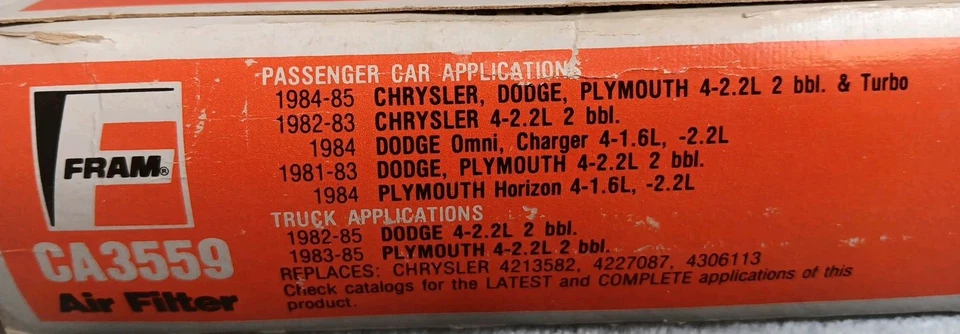 FRAM®
CA3559
Air Filter
PASSENGER CAR APPLICATIONS
1984-85 CHRYSLER, DODGE, PLYMOUTH 4-2.2L 2 bbl. & Turbo
1982-83 CHRYSLER 4-2.2L 2 bbl.
1984 DODGE Omni, Charger 4-1.6L, -2.2L
1981-83 DODGE, PLYMOUTH 4-2.2L 2 bbl.
1984 PLYMOUTH Horizon 4-1.6L, -2.2L
TRUCK APPLICATIONS
1982-85 DODGE 4-2.2L 2 bbl.
1983-85 PLYMOUTH 4-2.2L 2 bbl.
REPLACES: CHRYSLER 4213582, 4227087, 4306113
Check catalogs for the LATEST and COMPLETE applications of this
product.